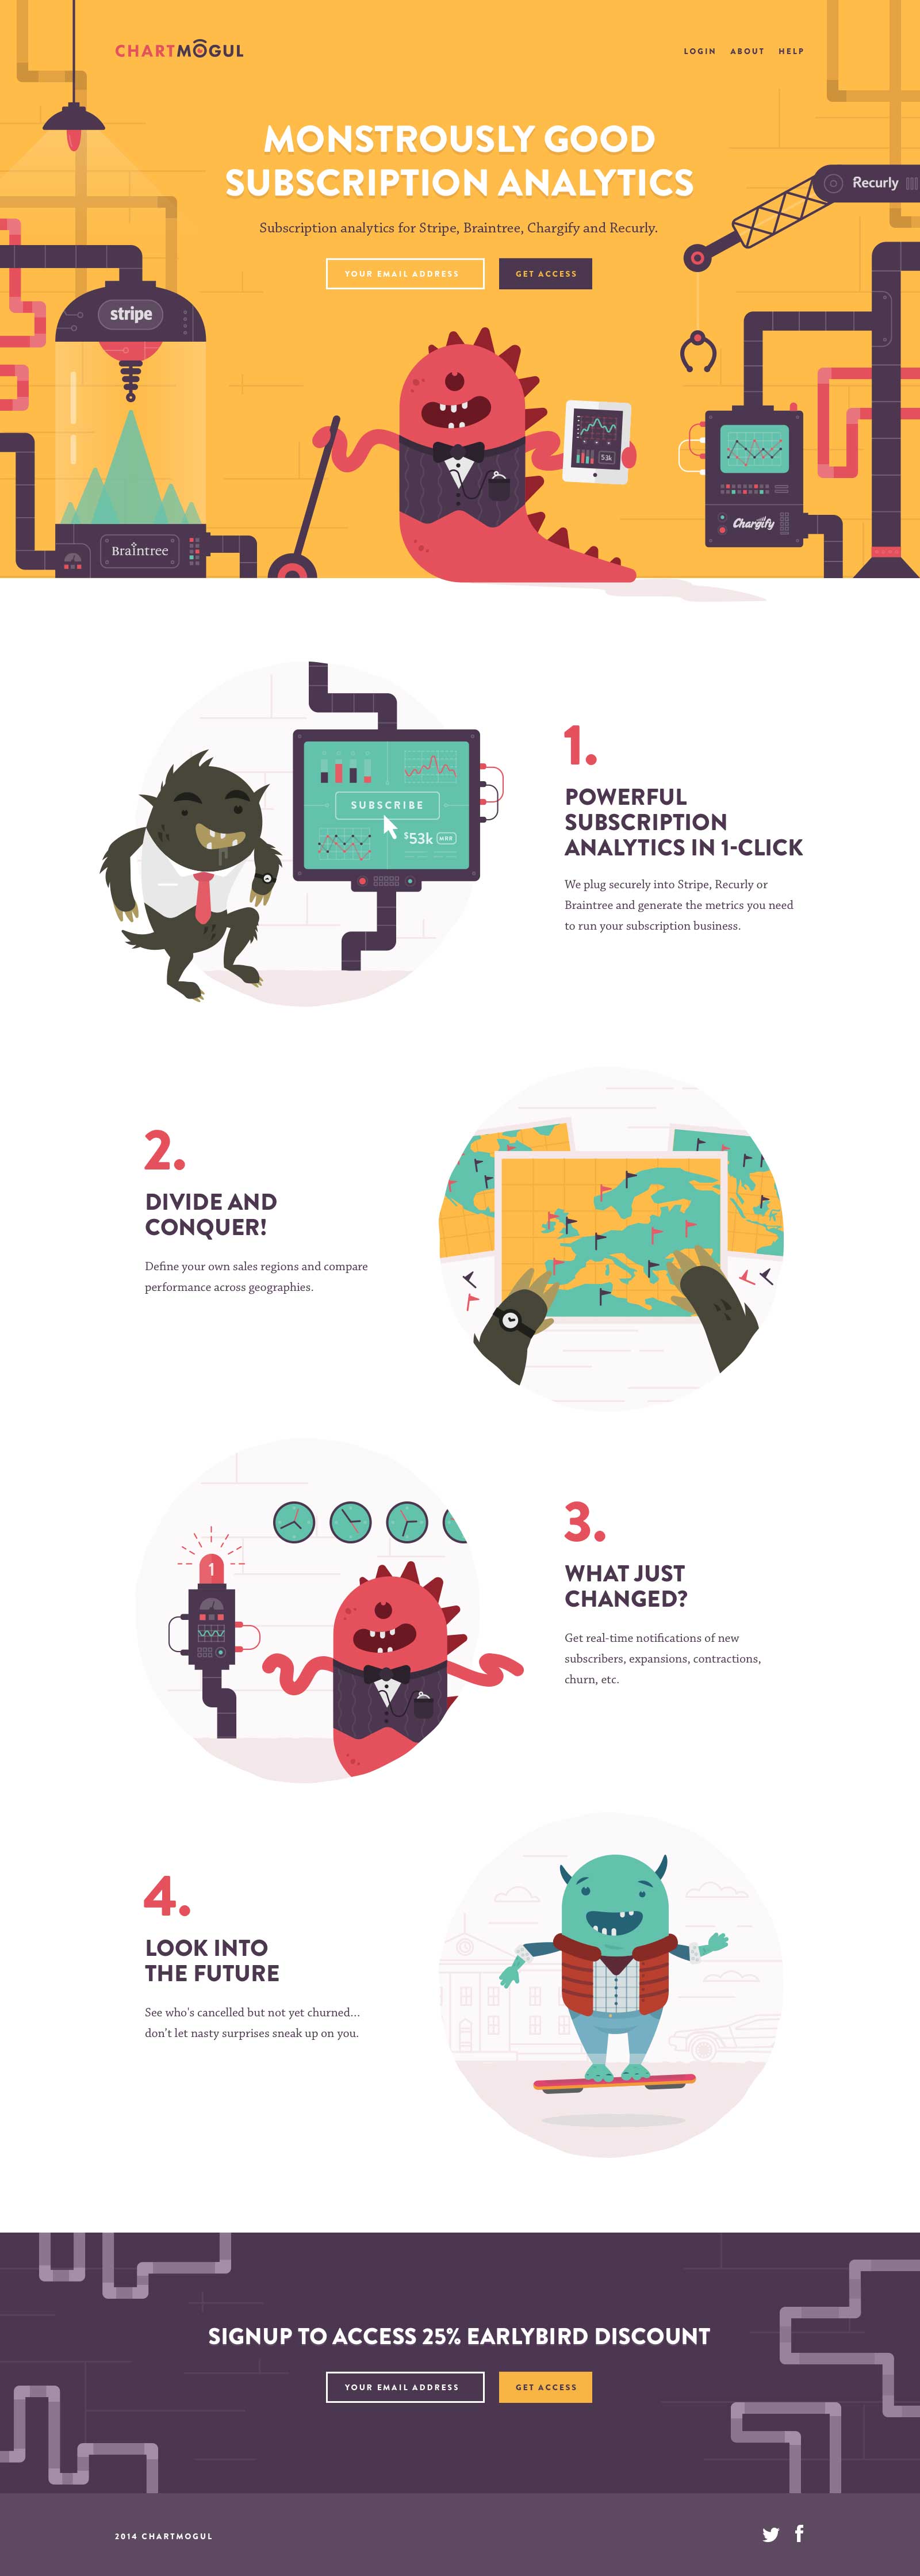 CHARTMOGUL
LOGIN ABOUT HELP
MONSTROUSLY GOOD
SUBSCRIPTION ANALYTICS
Subscription analytics for Stripe, Braintree, Chargify and Recurly.
YOUR EMAIL ADDRESS
GET ACCESS
Recurly
stripe
53k
Chargify
Braintree
SUBSCRIBE
$53k MRR
1.
POWERFUL
SUBSCRIPTION
ANALYTICS IN 1-CLICK
We plug securely into Stripe, Recurly or
Braintree and generate the metrics you need
to run your subscription business.
2.
DIVIDE AND
CONQUER!
Define your own sales regions and compare
performance across geographies.
1
3.
WHAT JUST
CHANGED?
Get real-time notifications of new
subscribers, expansions, contractions,
churn, etc.
4.
LOOK INTO
THE FUTURE
See who's cancelled but not yet churned...
don't let nasty surprises sneak up on you.
SIGNUP TO ACCESS 25% EARLYBIRD DISCOUNT
YOUR EMAIL ADDRESS
GET ACCESS
2014 CHARTMOGUL